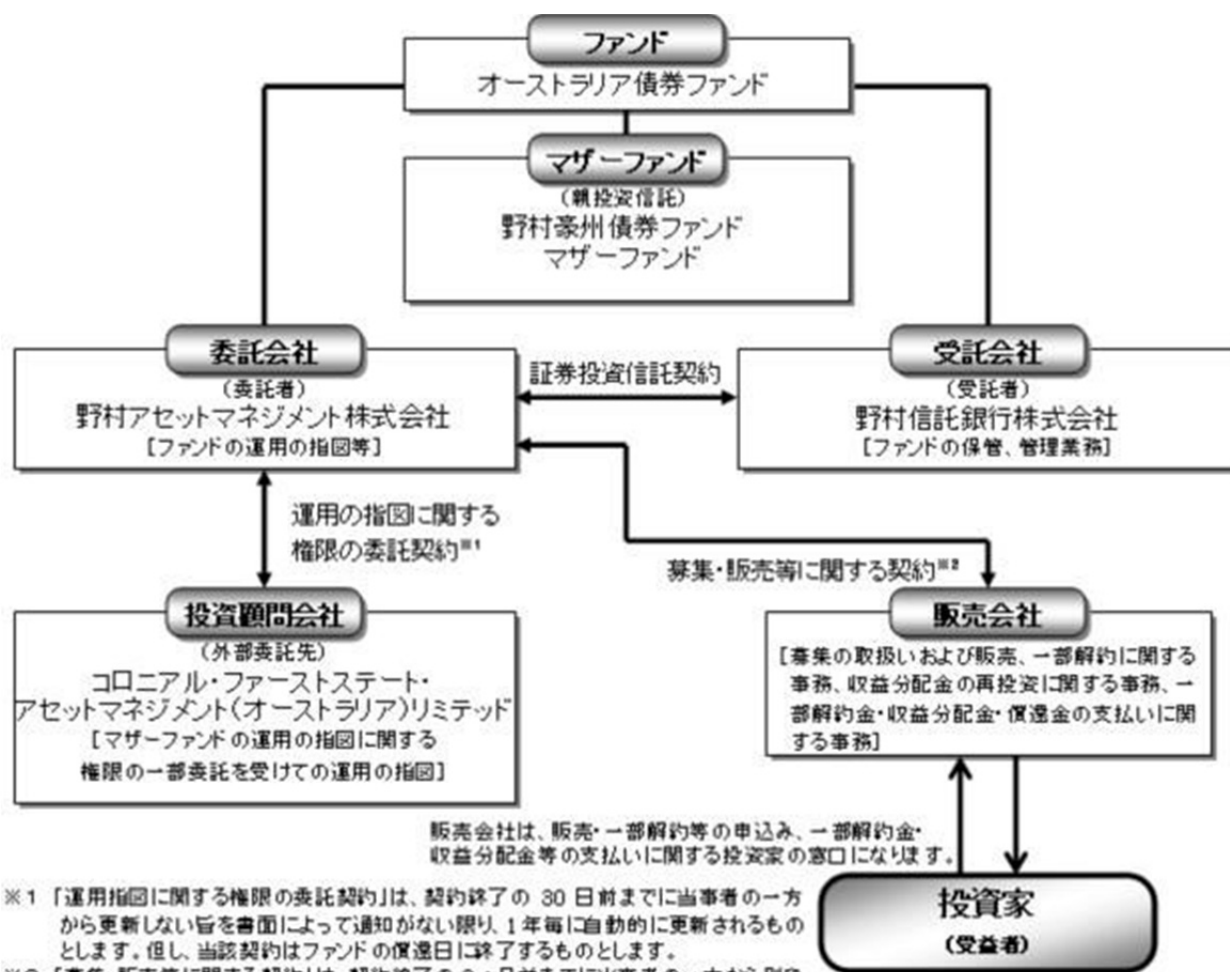 ファンド
オーストラリア債券ファンド
マザーファンド
(親投資信託)
野村豪州債券ファンド
マザーファンド
委託会社
(委託者)
野村アセットマネジメント株式会社
[ファンドの運用の指図等]
証券投資信託契約
受託会社
(受託者)
野村信託銀行株式会社
[ファンドの保管、管理業務]
運用の指図に関する
権限の委託契約※1
募集・販売等に関する契約※2
投資顧問会社
(外部委託先)
コロニアル・ファーストステート・
アセットマネジメント(オーストラリア)リミテッド
[マザーファンドの運用の指図に関する
権限の一部委託を受けての運用の指図]
販売会社
[募集の取扱いおよび販売、一部解約に関する
事務、収益分配金の再投資に関する事務、一
部解約金・収益分配金・償還金の支払いに関
する事務]
販売会社は、販売・一部解約等の申込み、一部解約金・
収益分配金等の支払いに関する投資家の窓口になります。
投資家
(受益者)
※1 「運用指図に関する権限の委託契約」は、契約終了の 30 日前までに当事者の一方
から更新しない旨を書面によって通知がない限り、1年毎に自動的に更新されるもの
とします。但し、当該契約はファンドの償還日に終了するものとします。